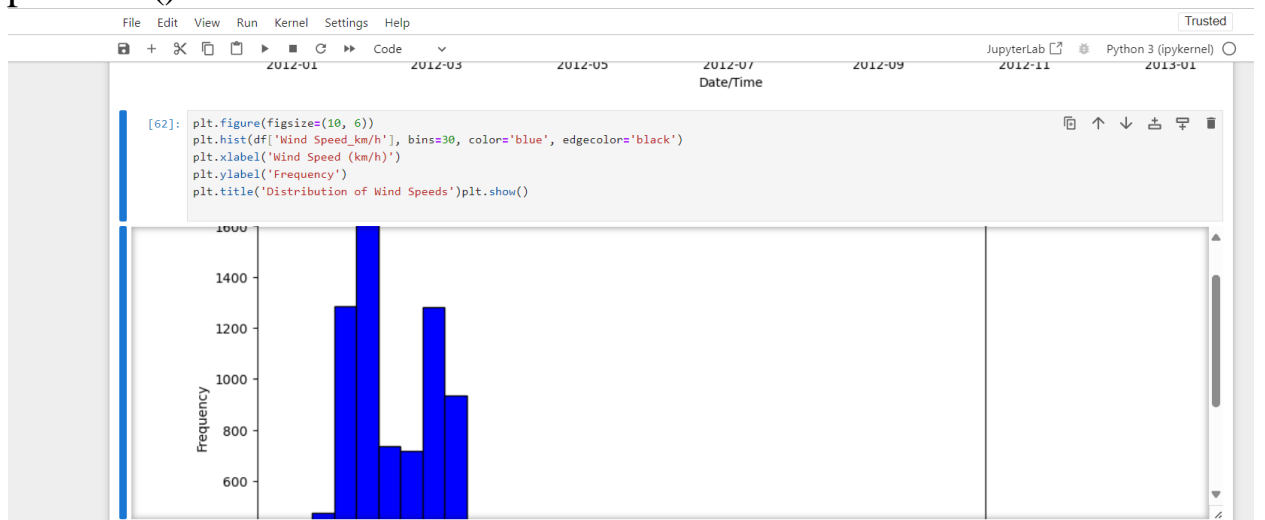 File Edit View Run Kernel Settings Help Trusted
Code JupyterLab Python 3 (ipykernel)
2012-01 2012-03 2012-05 2012-07 2012-09 2012-11 2013-01
Date/Time
[62]: plt.figure(figsize=(10, 6))
plt.hist(df['Wind Speed_km/h'], bins=30, color='blue', edgecolor='black')
plt.xlabel('Wind Speed (km/h)')
plt.ylabel('Frequency')
plt.title('Distribution of Wind Speeds')plt.show()
1600
1400
1200
1000
800
600
Frequency